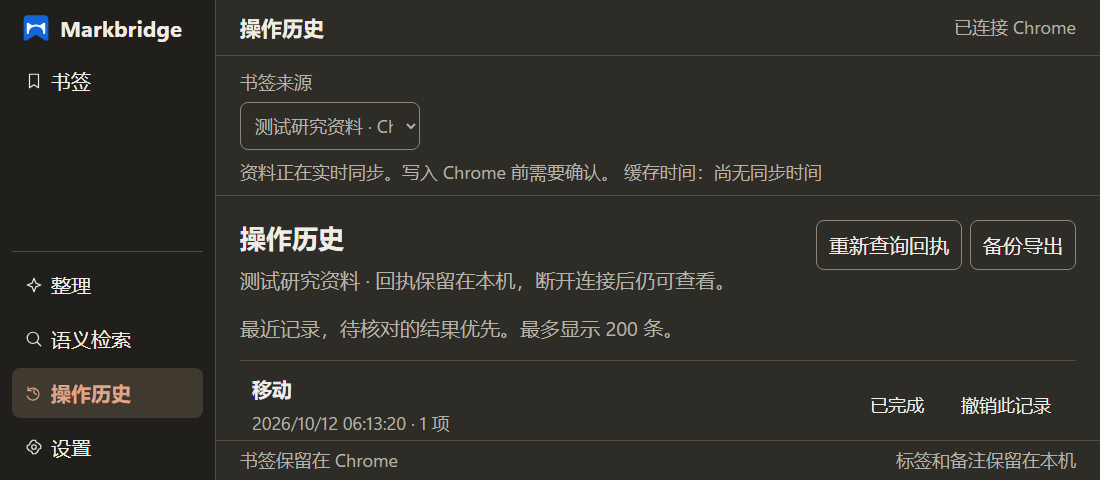 Markbridge
书签
整理
语义检索
操作历史
设置
操作历史
已连接 Chrome
书签来源
测试研究资料 · Ch
资料正在实时同步。写入 Chrome 前需要确认。 缓存时间：尚无同步时间
操作历史
重新查询回执
备份导出
测试研究资料 · 回执保留在本机，断开连接后仍可查看。
最近记录，待核对的结果优先。最多显示 200 条。
移动
2026/10/12 06:13:20 · 1 项
已完成
撤销此记录
书签保留在 Chrome
标签和备注保留在本机